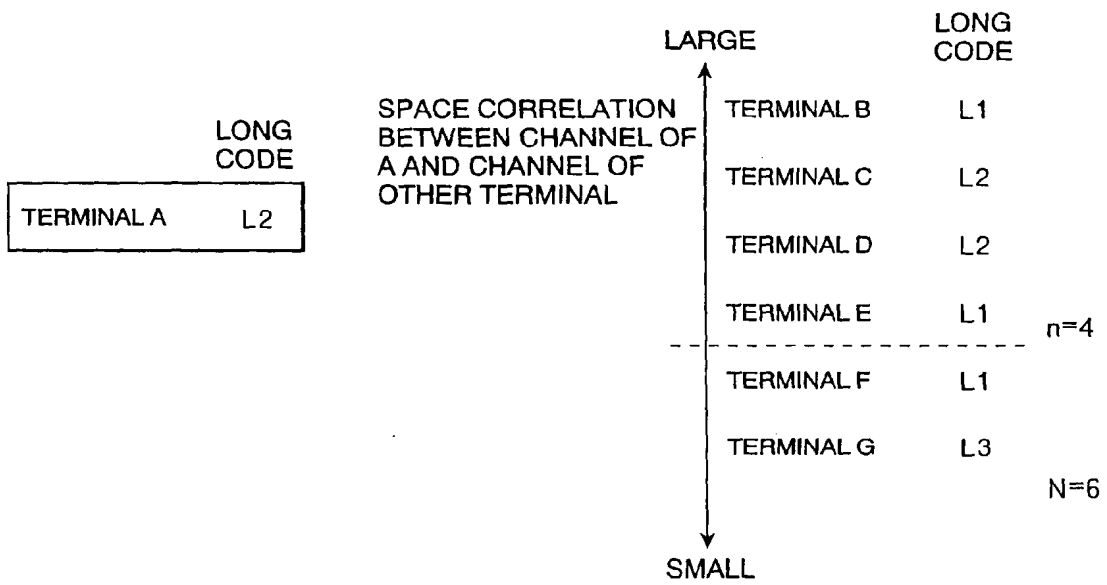 LONG
CODE
TERMINAL A L2
SPACE CORRELATION
BETWEEN CHANNEL OF
A AND CHANNEL OF
OTHER TERMINAL
LARGE
LONG
CODE
TERMINAL B L1
TERMINAL C L2
TERMINAL D L2
TERMINAL E L1
n=4
TERMINAL F L1
TERMINAL G L3
N=6
SMALL